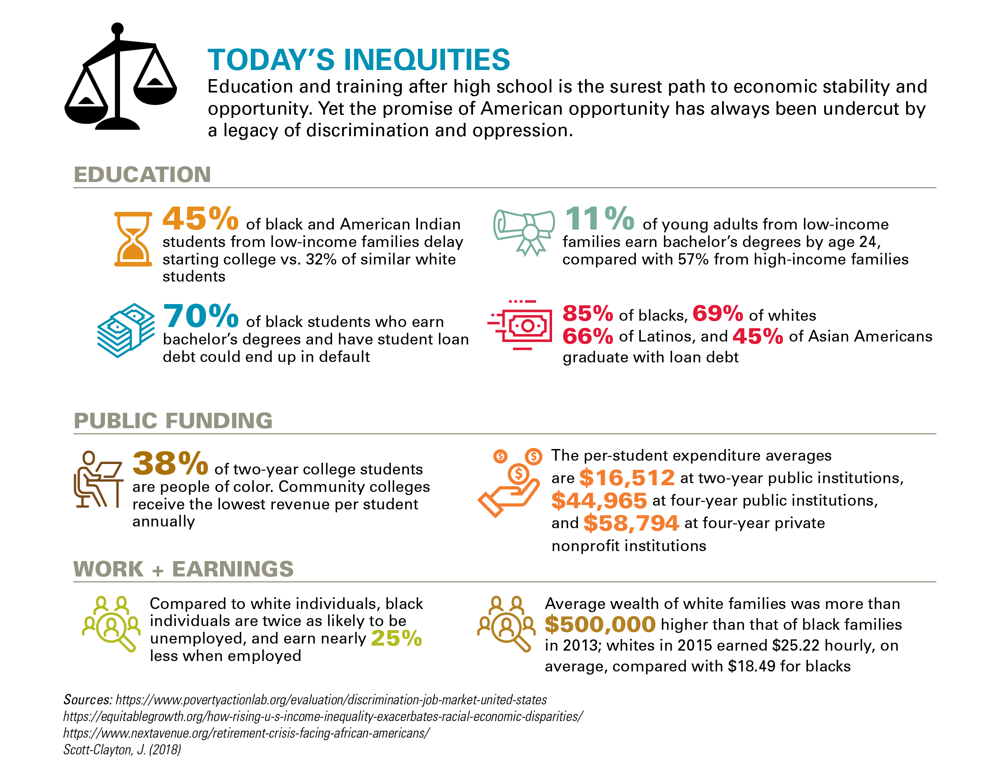 TODAY’S INEQUITIES
Education and training after high school is the surest path to economic stability and
opportunity. Yet the promise of American opportunity has always been undercut by
a legacy of discrimination and oppression.
EDUCATION
45% of black and American Indian
students from low-income families delay
starting college vs. 32% of similar white
students
11% of young adults from low-income
families earn bachelor’s degrees by age 24,
compared with 57% from high-income families
70% of black students who earn
bachelor’s degrees and have student loan
debt could end up in default
85% of blacks, 69% of whites
66% of Latinos, and 45% of Asian Americans
graduate with loan debt
PUBLIC FUNDING
38% of two-year college students
are people of color. Community colleges
receive the lowest revenue per student
annually
$ $ $
The per-student expenditure averages
are $16,512 at two-year public institutions,
$44,965 at four-year public institutions,
and $58,794 at four-year private
nonprofit institutions
WORK + EARNINGS
Compared to white individuals, black
individuals are twice as likely to be
unemployed, and earn nearly 25%
less when employed
Average wealth of white families was more than
$500,000 higher than that of black families
in 2013; whites in 2015 earned $25.22 hourly, on
average, compared with $18.49 for blacks
Sources: https://www.povertyactionlab.org/evaluation/discrimination-job-market-united-states
https://equitablegrowth.org/how-rising-u-s-income-inequality-exacerbates-racial-economic-disparities/
https://www.nextavenue.org/retirement-crisis-facing-african-americans/
Scott-Clayton, J. (2018)